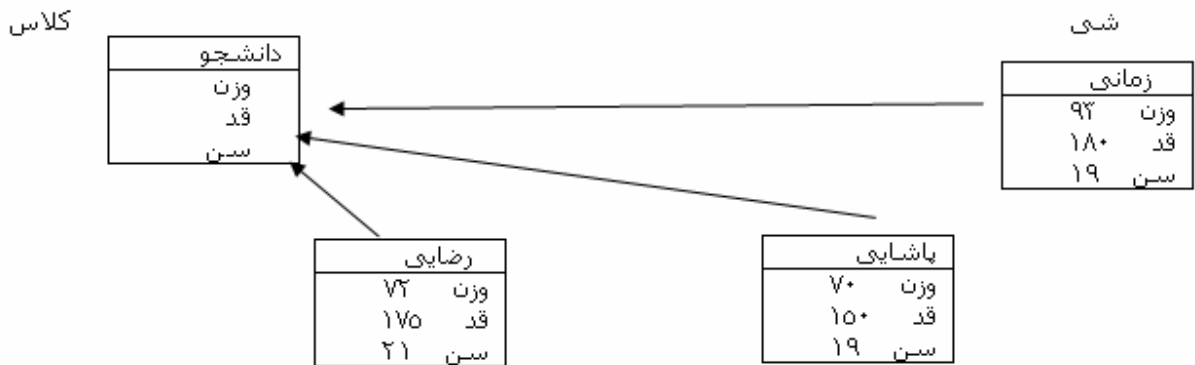 شی
کلاس
دانشجو
وزن
قد
سن
زمانی
وزن ۹۲
قد ۱۸۰
سن ۱۹
پاشایی
وزن ۷۰
قد ۱۵۰
سن ۱۹
رضایی
وزن ۷۲
قد ۱۷۵
سن ۲۱